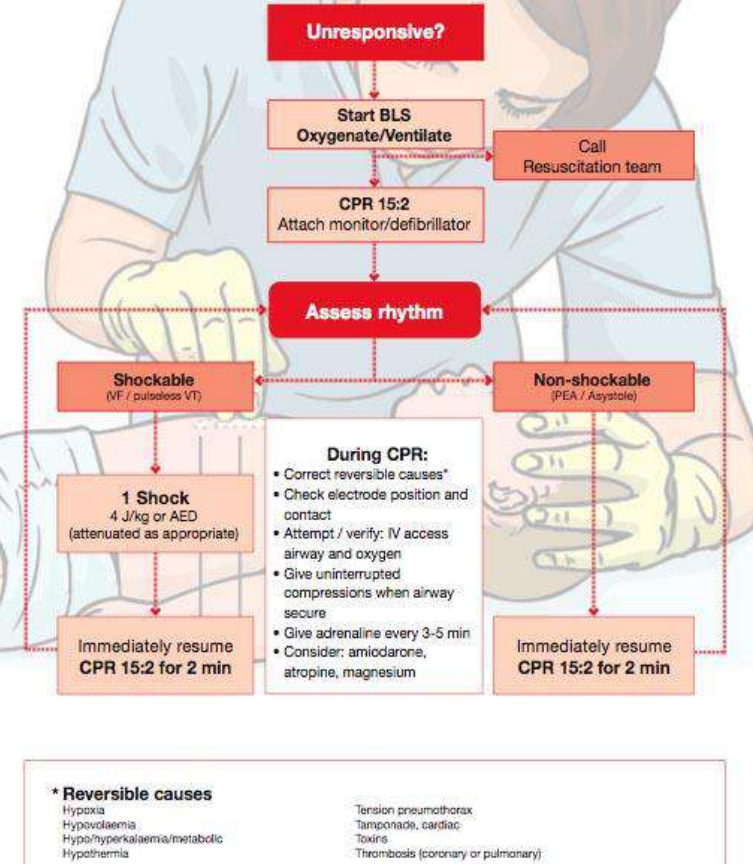 Unresponsive?
Start BLS
Oxygenate/Ventilate
Call
Resuscitation team
CPR 15:2
Attach monitor/defibrillator
Assess rhythm
Shockable
(VF / pulseless VT)
Non-shockable
(PEA / Asystole)
1 Shock
4 J/kg or AED
(attenuated as appropriate)
During CPR:
• Correct reversible causes*
• Check electrode position and
contact
• Attempt / verify: IV access
airway and oxygen
• Give uninterrupted
compressions when airway
secure
• Give adrenaline every 3-5 min
• Consider: amiodarone,
atropine, magnesium
Immediately resume
CPR 15:2 for 2 min
Immediately resume
CPR 15:2 for 2 min
* Reversible causes
Hypoxia
Hypovolaemia
Hypo/hyperkalaemia/metabolic
Hypothermia
Tension pneumothorax
Tamponade, cardiac
Toxins
Thrombosis (coronary or pulmonary)